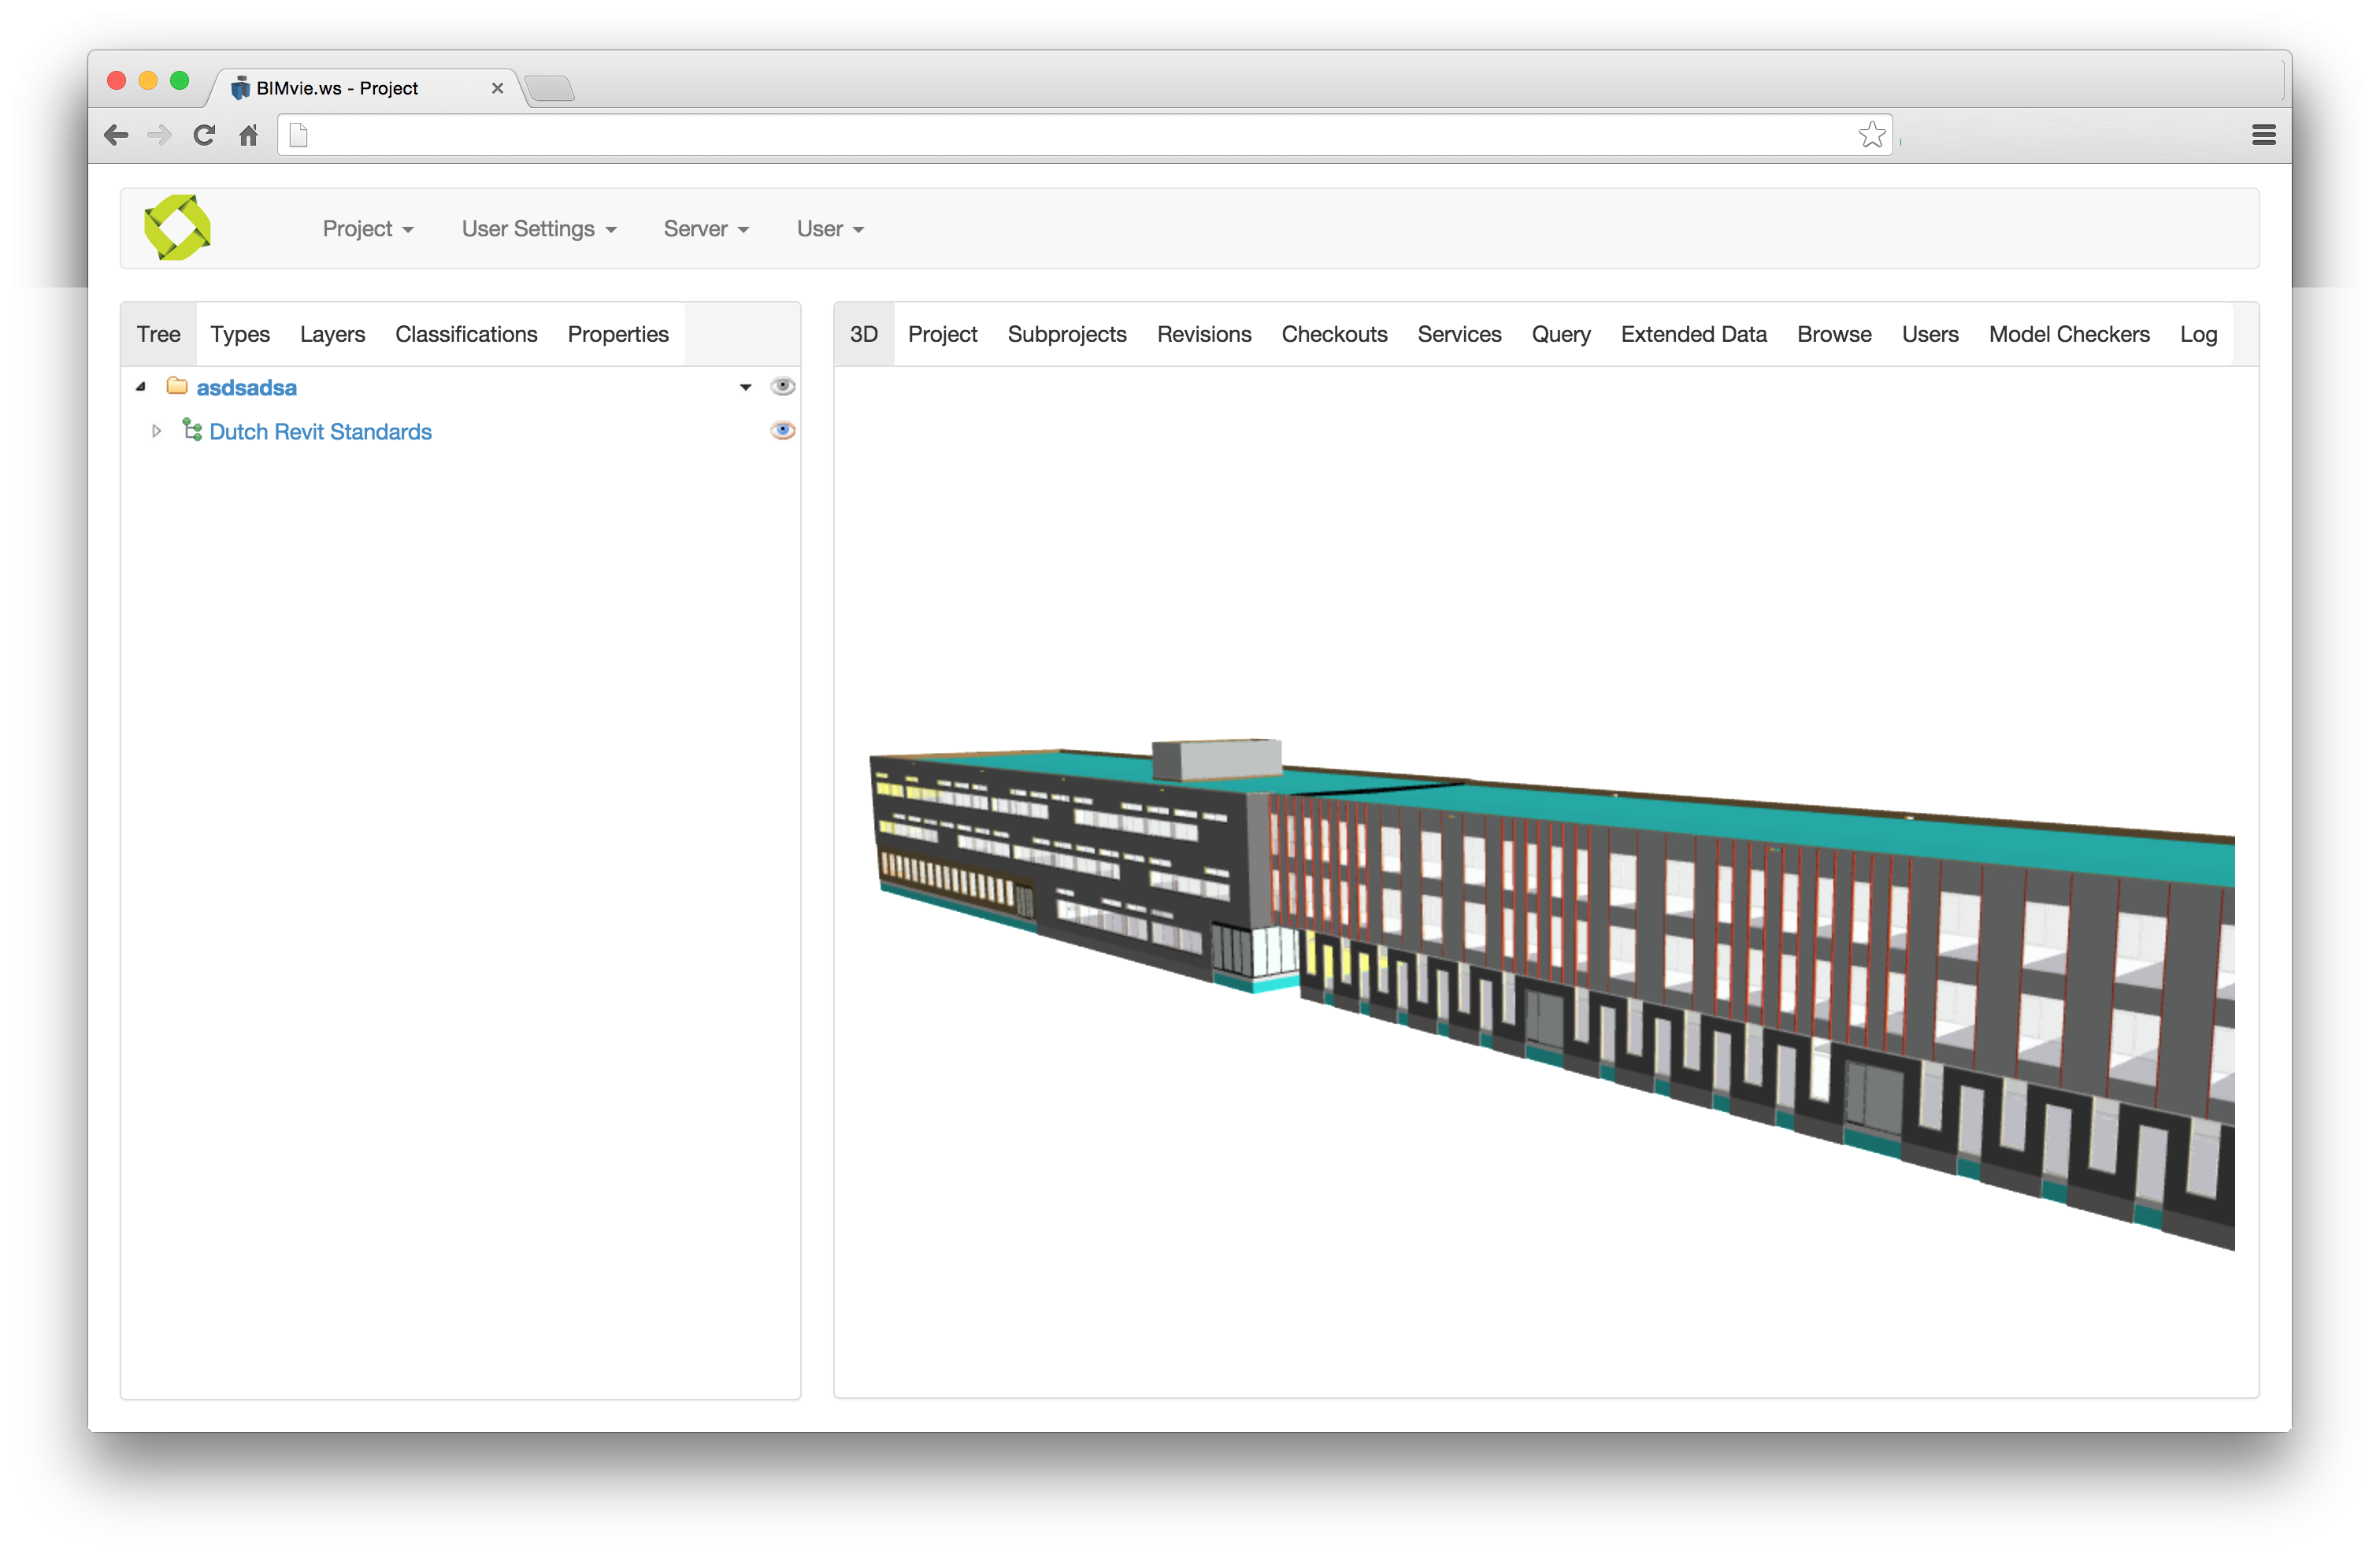 BIMvie.ws - Project
Project User Settings Server User
Tree Types Layers Classifications Properties
asdsadsa
Dutch Revit Standards
3D Project Subprojects Revisions Checkouts Services Query Extended Data Browse Users Model Checkers Log